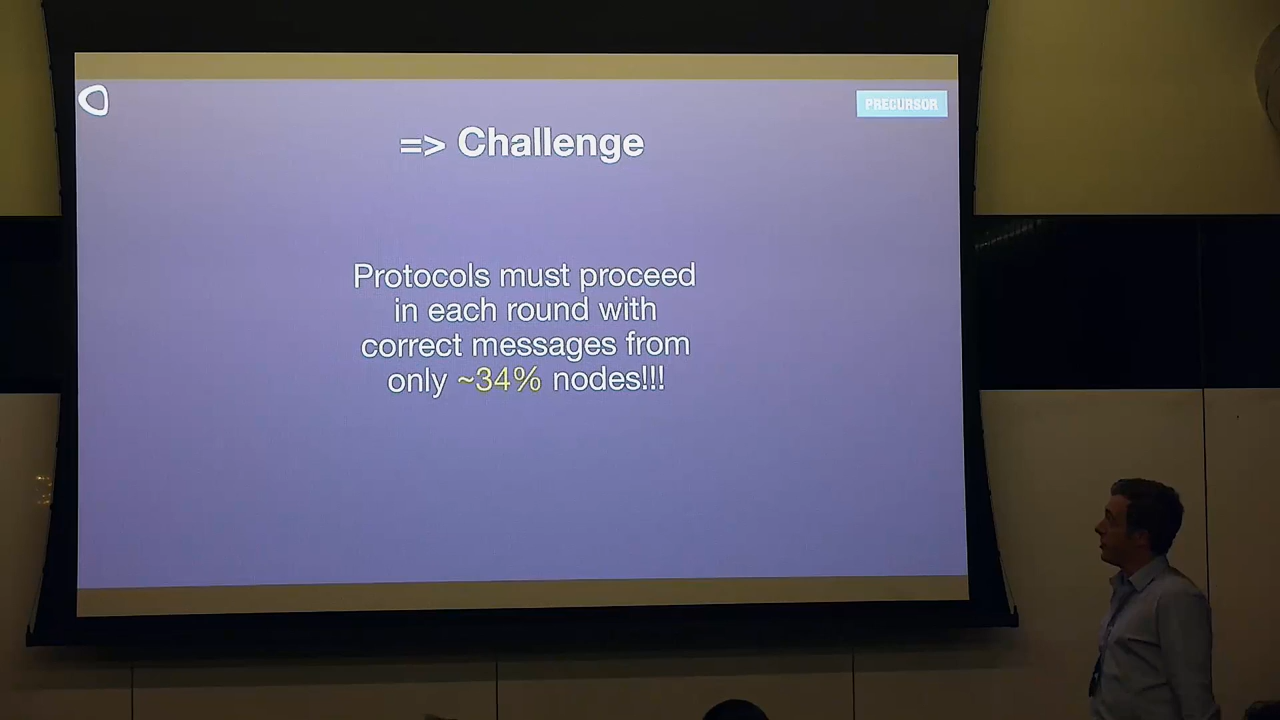 PRECURSOR
=> Challenge
Protocols must proceed
in each round with
correct messages from
only ~34% nodes!!!